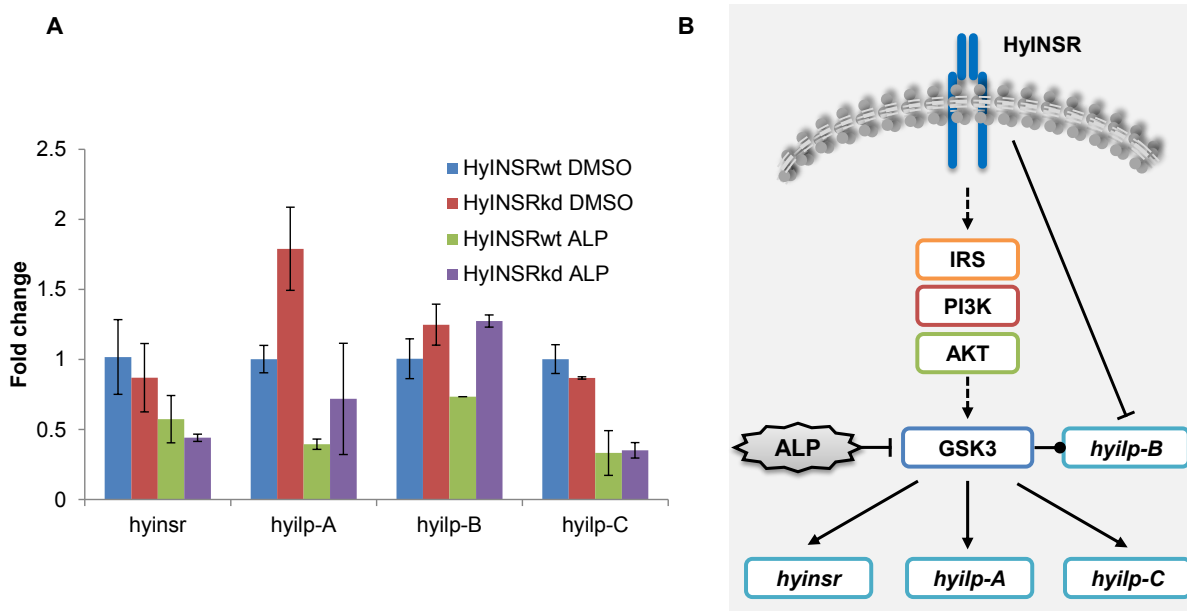 A
B
HyINSR
2.5
2
1.5
1
0.5
0
Fold change
HyINSRwt DMSO
HyINSRkd DMSO
HyINSRwt ALP
HyINSRkd ALP
hyinsr
hyilp-A
hyilp-B
hyilp-C
IRS
PI3K
AKT
ALP
GSK3
hyilp-B
hyinsr
hyilp-A
hyilp-C